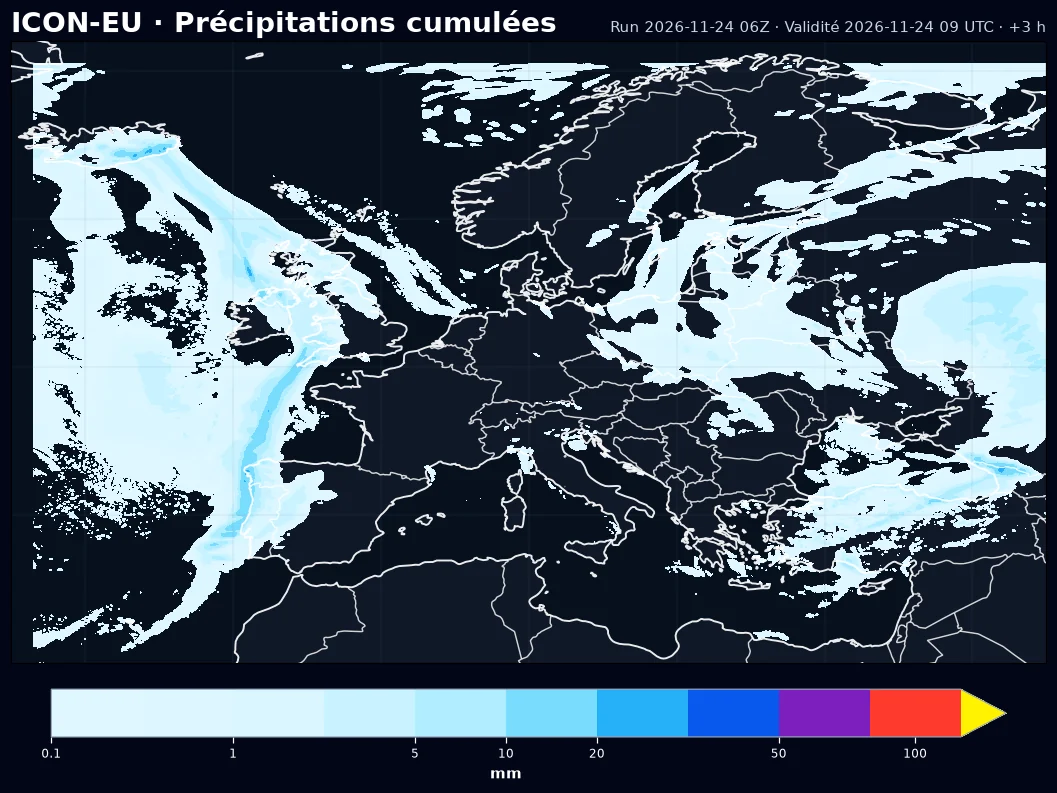 ICON-EU · Précipitations cumulées
Run 2026-11-24 06Z · Validité 2026-11-24 09 UTC · +3 h
0.1 1 5 10 20 50 100
mm